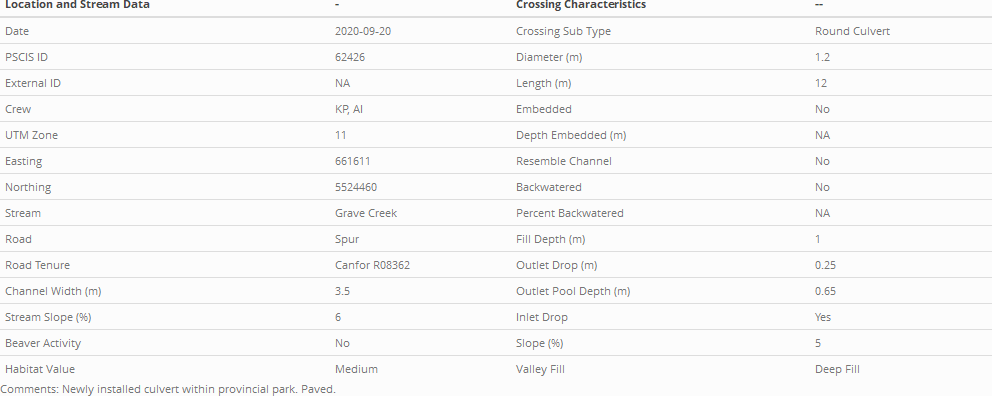 Location and Stream Data - Crossing Characteristics --
Date 2020-09-20 Crossing Sub Type Round Culvert
PSCIS ID 62426 Diameter (m) 1.2
External ID NA Length (m) 12
Crew KP, AI Embedded No
UTM Zone 11 Depth Embedded (m) NA
Easting 661611 Resemble Channel No
Northing 5524460 Backwatered No
Stream Grave Creek Percent Backwatered NA
Road Spur Fill Depth (m) 1
Road Tenure Canfor R08362 Outlet Drop (m) 0.25
Channel Width (m) 3.5 Outlet Pool Depth (m) 0.65
Stream Slope (%) 6 Inlet Drop Yes
Beaver Activity No Slope (%) 5
Habitat Value Medium Valley Fill Deep Fill
Comments: Newly installed culvert within provincial park. Paved.